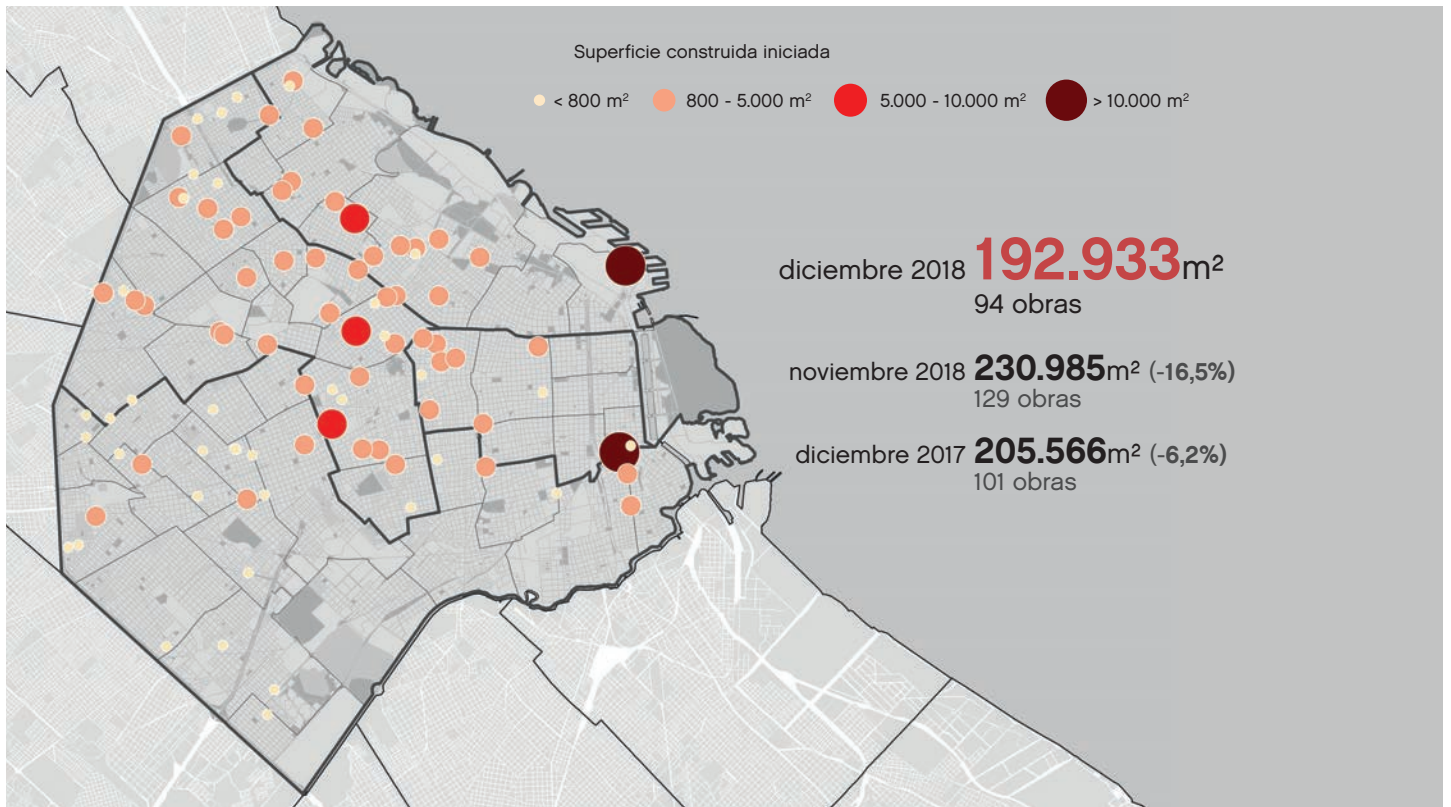 Superficie construida iniciada
< 800 m² 800 - 5.000 m² 5.000 - 10.000 m² > 10.000 m²
diciembre 2018 192.933m²
94 obras
noviembre 2018 230.985m² (-16,5%)
129 obras
diciembre 2017 205.566m² (-6,2%)
101 obras